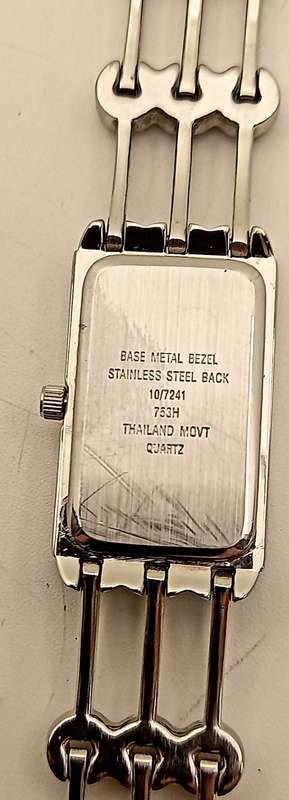 BASE METAL BEZEL
STAINLESS STEEL BACK
10/7241
753H
THAILAND MOVT
QUARTZ